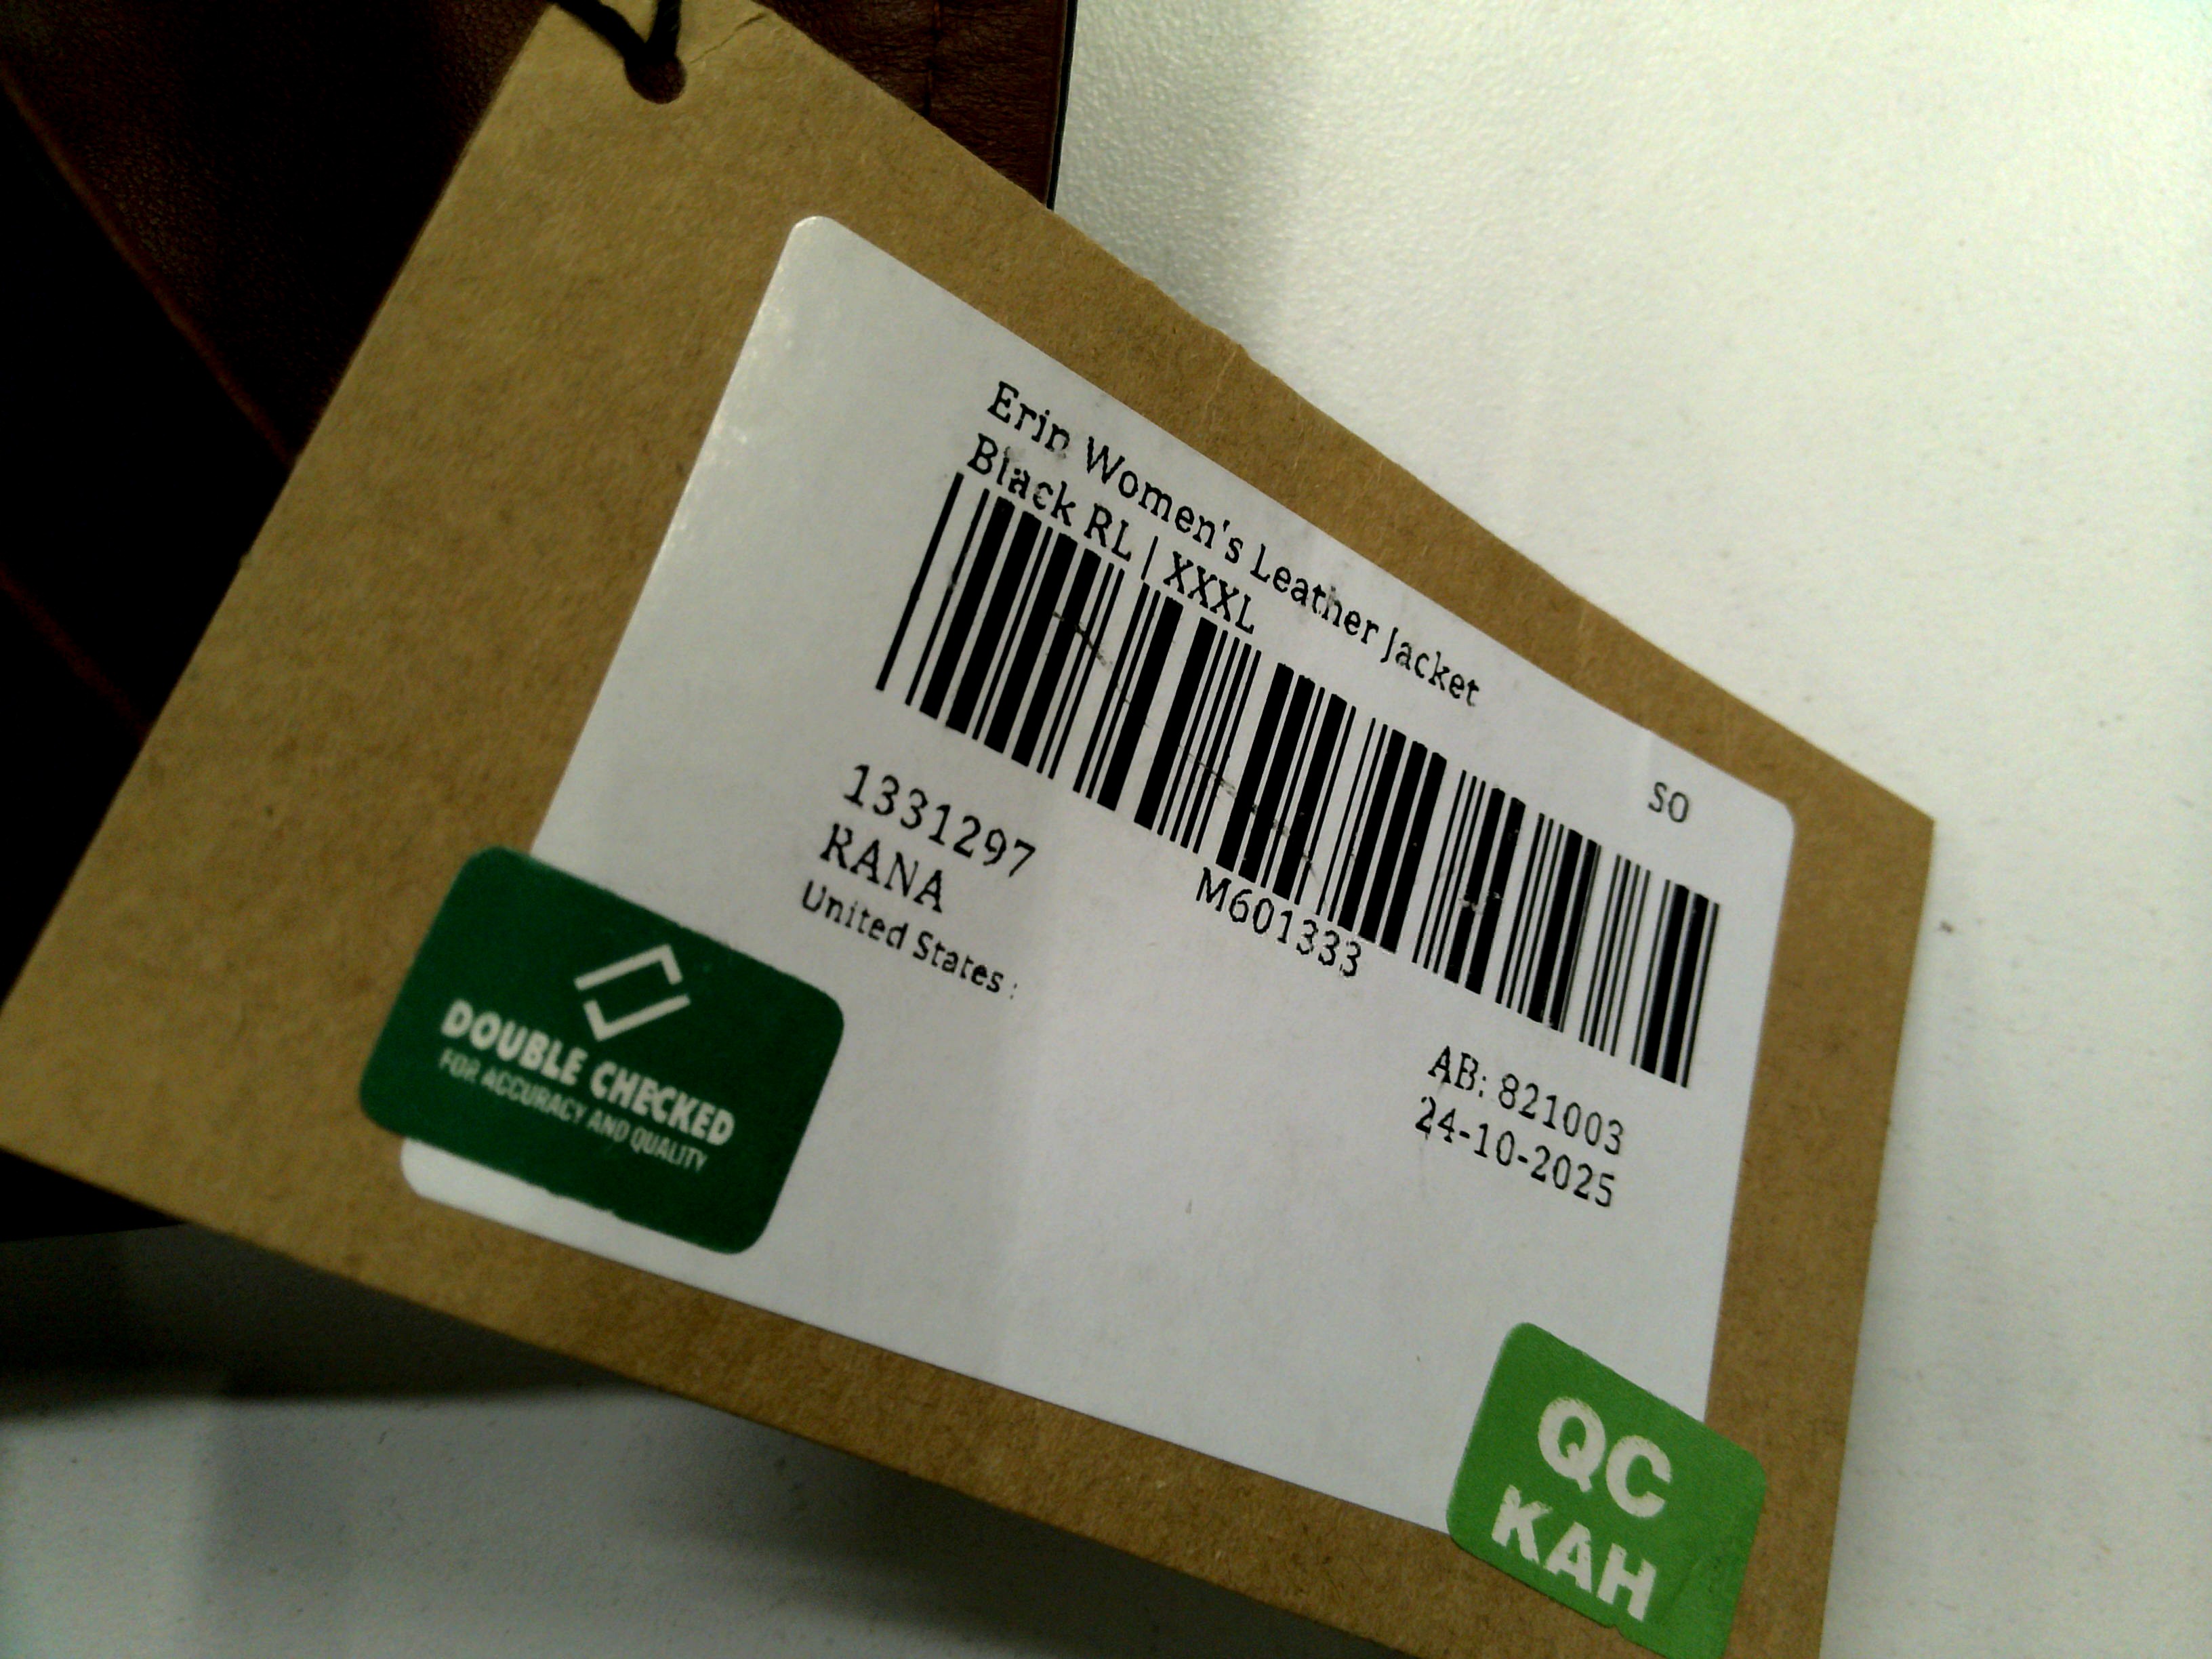 Erin Women's Leather Jacket
Black RL | XXXL
SO
M601333
1331297
RANA
United States :
AB: 821003
24-10-2025
DOUBLE CHECKED
FOR ACCURACY AND QUALITY
QC
KAH